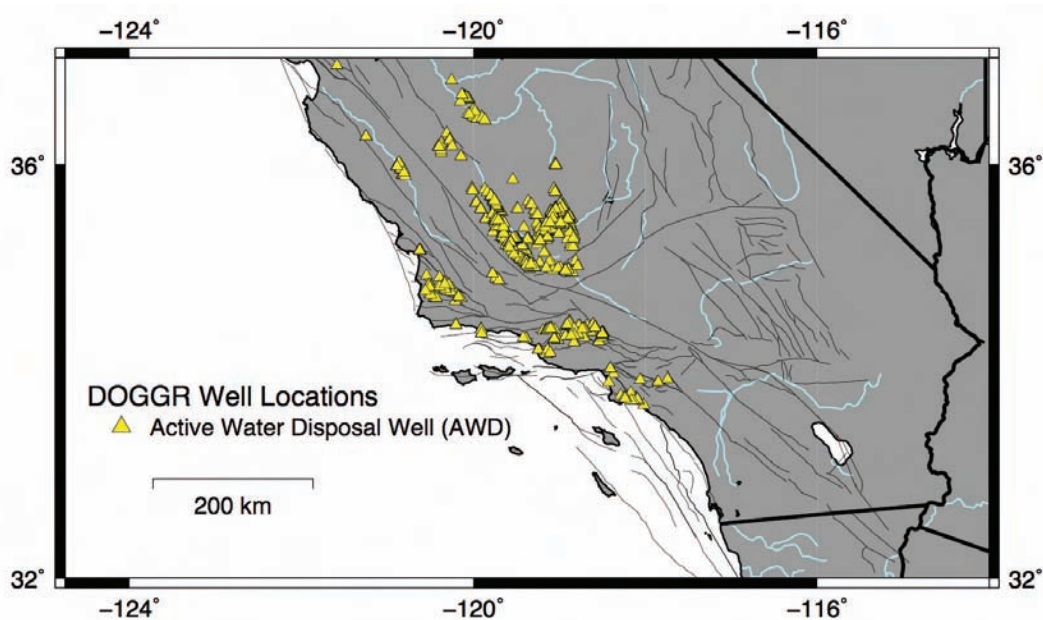 −124° −120° −116°
36° 36°
DOGGR Well Locations
Active Water Disposal Well (AWD)
200 km
32° 32°
−124° −120° −116°